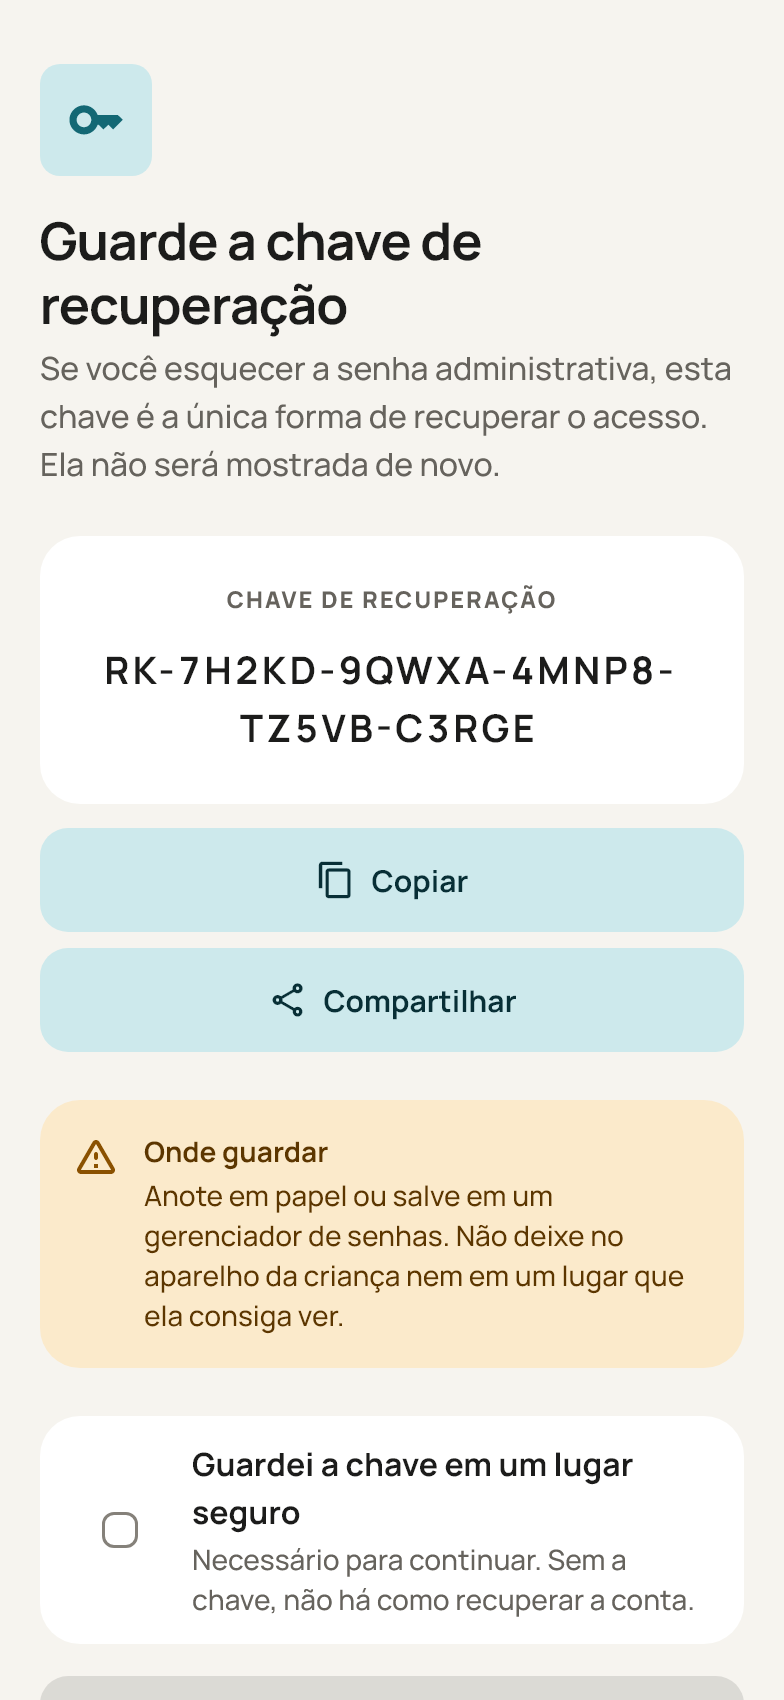 Guarde a chave de
recuperação
Se você esquecer a senha administrativa, esta
chave é a única forma de recuperar o acesso.
Ela não será mostrada de novo.
CHAVE DE RECUPERAÇÃO
RK-7H2KD-9QWXA-4MNP8-
TZ5VB-C3RGE
Copiar
Compartilhar
Onde guardar
Anote em papel ou salve em um
gerenciador de senhas. Não deixe no
aparelho da criança nem em um lugar que
ela consiga ver.
Guardei a chave em um lugar
seguro
Necessário para continuar. Sem a
chave, não há como recuperar a conta.